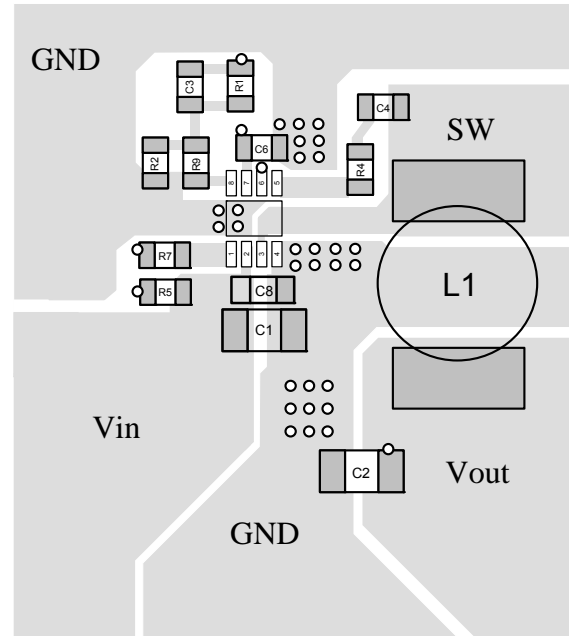 GND
C3
R1
C4
SW
C6
R2
R9
R4
8 7 6 5
R7
1 2 3 4
R5
C8
L1
C1
Vin
C2
Vout
GND